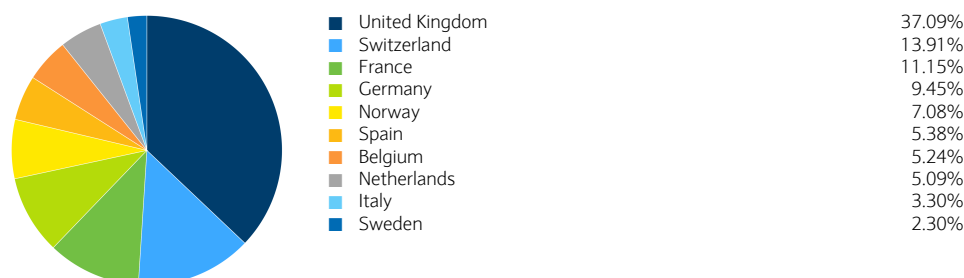 United Kingdom 37.09%
Switzerland 13.91%
France 11.15%
Germany 9.45%
Norway 7.08%
Spain 5.38%
Belgium 5.24%
Netherlands 5.09%
Italy 3.30%
Sweden 2.30%